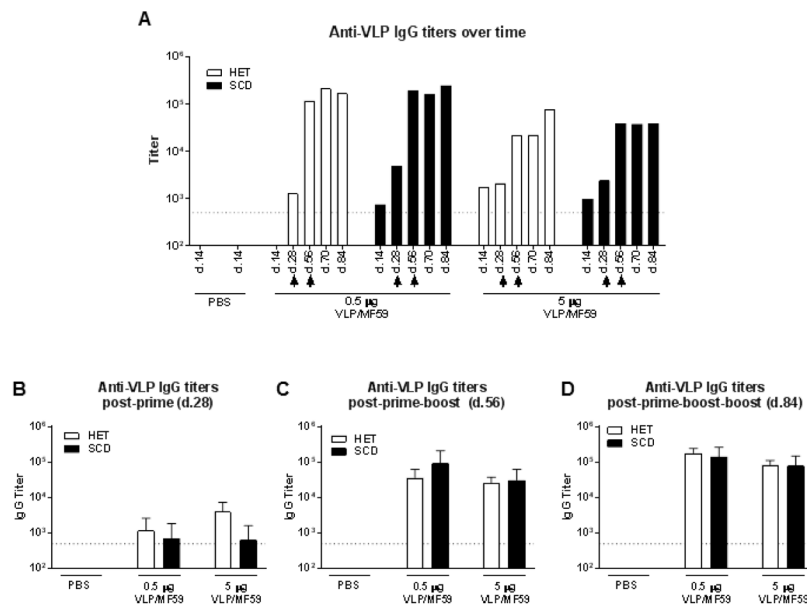 A
Anti-VLP IgG titers over time
HET
SCD
10⁶
10⁵
10⁴
10³
10²
Titer
d.14 d.14 d.14 d.28 d.56 d.70 d.84 d.14 d.28 d.56 d.70 d.84 d.14 d.28 d.56 d.70 d.84 d.14 d.28 d.56 d.70 d.84
PBS
0.5 µg
VLP/MF59
5 µg
VLP/MF59
B
Anti-VLP IgG titers
post-prime (d.28)
HET
SCD
10⁶
10⁵
10⁴
10³
10²
IgG Titer
PBS
0.5 µg
VLP/MF59
5 µg
VLP/MF59
C
Anti-VLP IgG titers
post-prime-boost (d.56)
HET
SCD
10⁶
10⁵
10⁴
10³
10²
IgG Titer
PBS
0.5 µg
VLP/MF59
5 µg
VLP/MF59
D
Anti-VLP IgG titers
post-prime-boost-boost (d.84)
HET
SCD
10⁶
10⁵
10⁴
10³
10²
IgG Titer
PBS
0.5 µg
VLP/MF59
5 µg
VLP/MF59